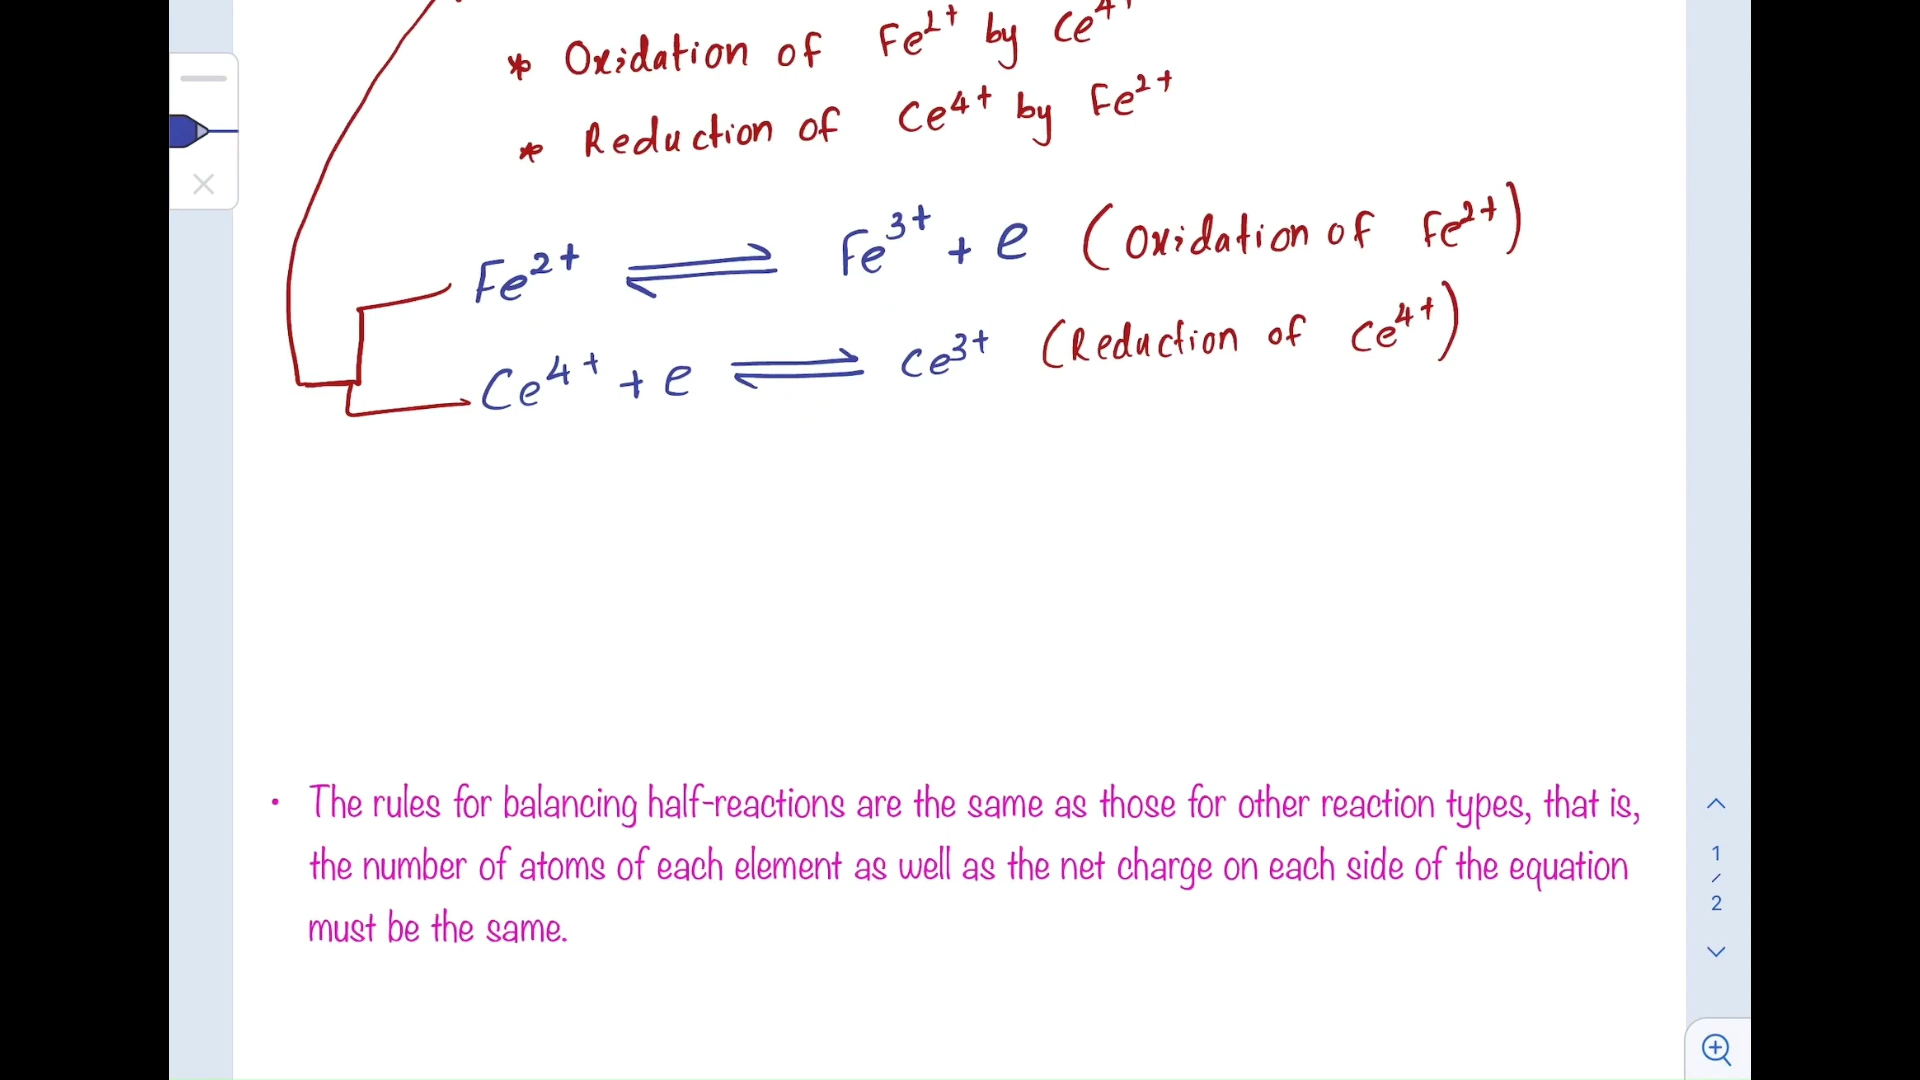 * Oxidation of Fe²⁺ by Ce⁴⁺
* Reduction of Ce⁴⁺ by Fe²⁺
Fe²⁺ ⇌ Fe³⁺ + e (Oxidation of Fe²⁺)
Ce⁴⁺ + e ⇌ Ce³⁺ (Reduction of Ce⁴⁺)
• The rules for balancing half-reactions are the same as those for other reaction types, that is,
the number of atoms of each element as well as the net charge on each side of the equation
must be the same.
1
/
2